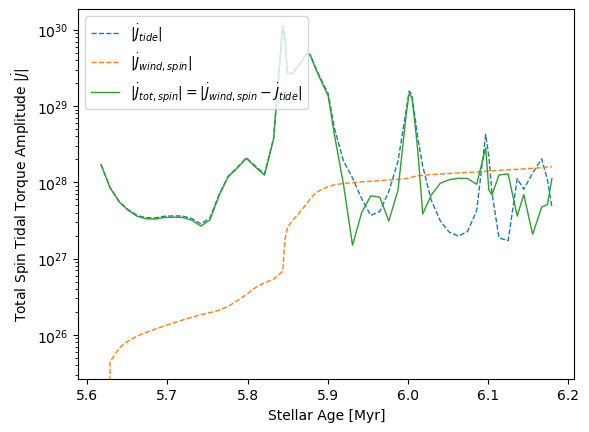 |J̇_tide|
|J̇_wind,spin|
|J̇_tot,spin| = |J̇_wind,spin − J̇_tide|
Total Spin Tidal Torque Amplitude |J̇|
10^30
10^29
10^28
10^27
10^26
5.6 5.7 5.8 5.9 6.0 6.1 6.2
Stellar Age [Myr]